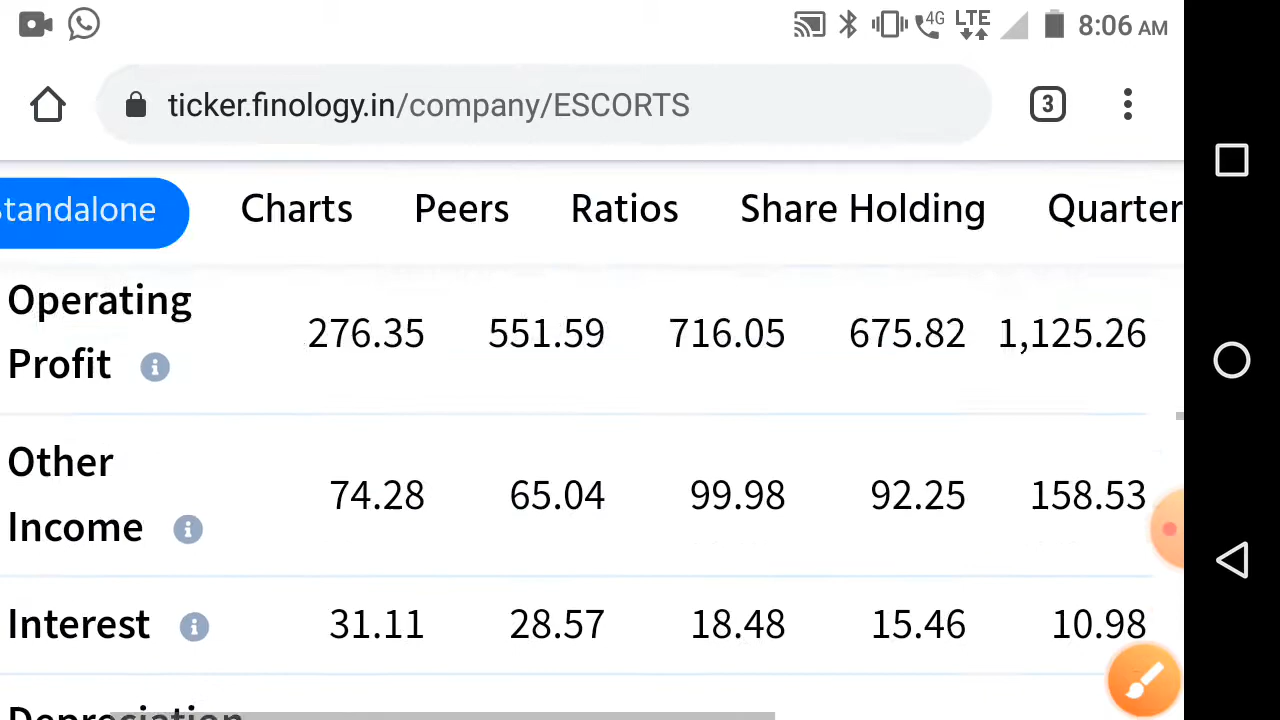 4G LTE 8:06 AM
ticker.finology.in/company/ESCORTS 3
Standalone Charts Peers Ratios Share Holding Quarter
Operating
Profit 276.35 551.59 716.05 675.82 1,125.26
Other
Income 74.28 65.04 99.98 92.25 158.53
Interest 31.11 28.57 18.48 15.46 10.98
Depreciation